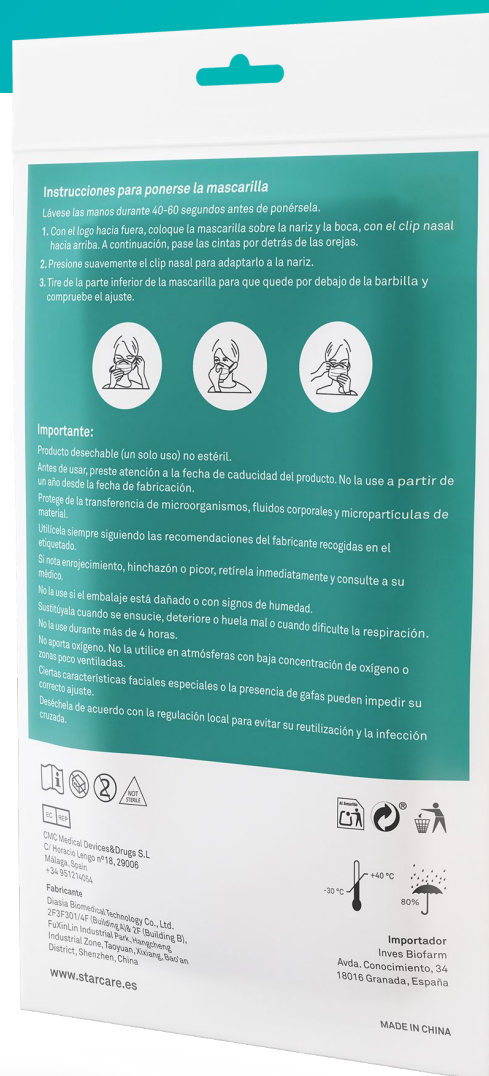 Instrucciones para ponerse la mascarilla
Lávese las manos durante 40-60 segundos antes de ponérsela.
1. Con el logo hacia fuera, coloque la mascarilla sobre la nariz y la boca, con el clip nasal
hacia arriba. A continuación, pase las cintas por detrás de las orejas.
2. Presione suavemente el clip nasal para adaptarlo a la nariz.
3. Tire de la parte inferior de la mascarilla para que quede por debajo de la barbilla y
compruebe el ajuste.
Importante:
Producto desechable (un solo uso) no estéril.
Antes de usar, preste atención a la fecha de caducidad del producto. No la use a partir de
un año desde la fecha de fabricación.
Protege de la transferencia de microorganismos, fluidos corporales y micropartículas de
material.
Utilícela siempre siguiendo las recomendaciones del fabricante recogidas en el
etiquetado.
Si nota enrojecimiento, hinchazón o picor, retírela inmediatamente y consulte a su
médico.
No la use si el embalaje está dañado o con signos de humedad.
Sustitúyala cuando se ensucie, deteriore o huela mal o cuando dificulte la respiración.
No la use durante más de 4 horas.
No aporta oxígeno. No la utilice en atmósferas con baja concentración de oxígeno o
zonas poco ventiladas.
Ciertas características faciales especiales o la presencia de gafas pueden impedir su
correcto ajuste.
Deséchela de acuerdo con la regulación local para evitar su reutilización y la infección
cruzada.
2
NOT
STERILE
EC REP
CMC Medical Devices&Drugs S.L
C/ Horacio Lengo nº18, 29006
Málaga, Spain
+34 951214054
Fabricante
Diasia Biomedical Technology Co., Ltd.
2F3F301/4F (Building A)& 2F (Building B),
FuXinLin Industrial Park, Hangcheng
Industrial Zone, Taoyuan, Xixiang, Bao'an
District, Shenzhen, China
www.starcare.es
Al Amarillo
®
-30 ºC
+40 ºC
80%
Importador
Inves Biofarm
Avda. Conocimiento, 34
18016 Granada, España
MADE IN CHINA